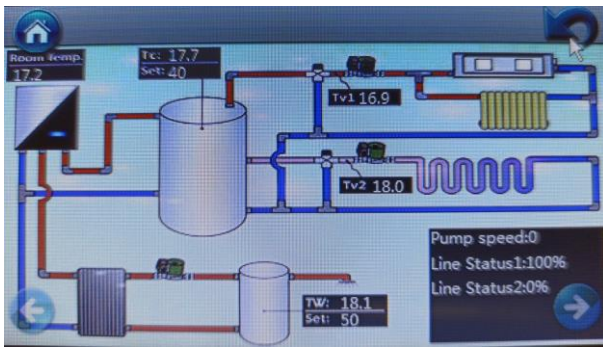 Room Temp.
17.2
Tc: 17.7
Set: 40
Tv1 16.9
Tv2 18.0
Pump speed:0
Line Status1:100%
Line Status2:0%
TW: 18.1
Set: 50